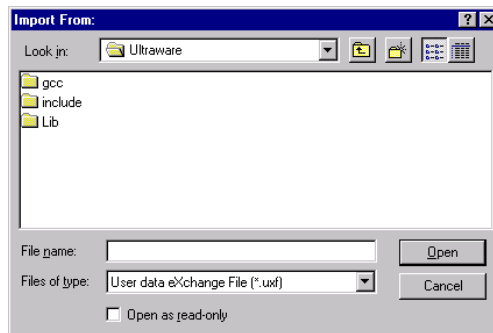 Import From:
Look in: Ultraware
gcc
include
Lib
File name: Open
Files of type: User data eXchange File (*.uxf) Cancel
Open as read-only